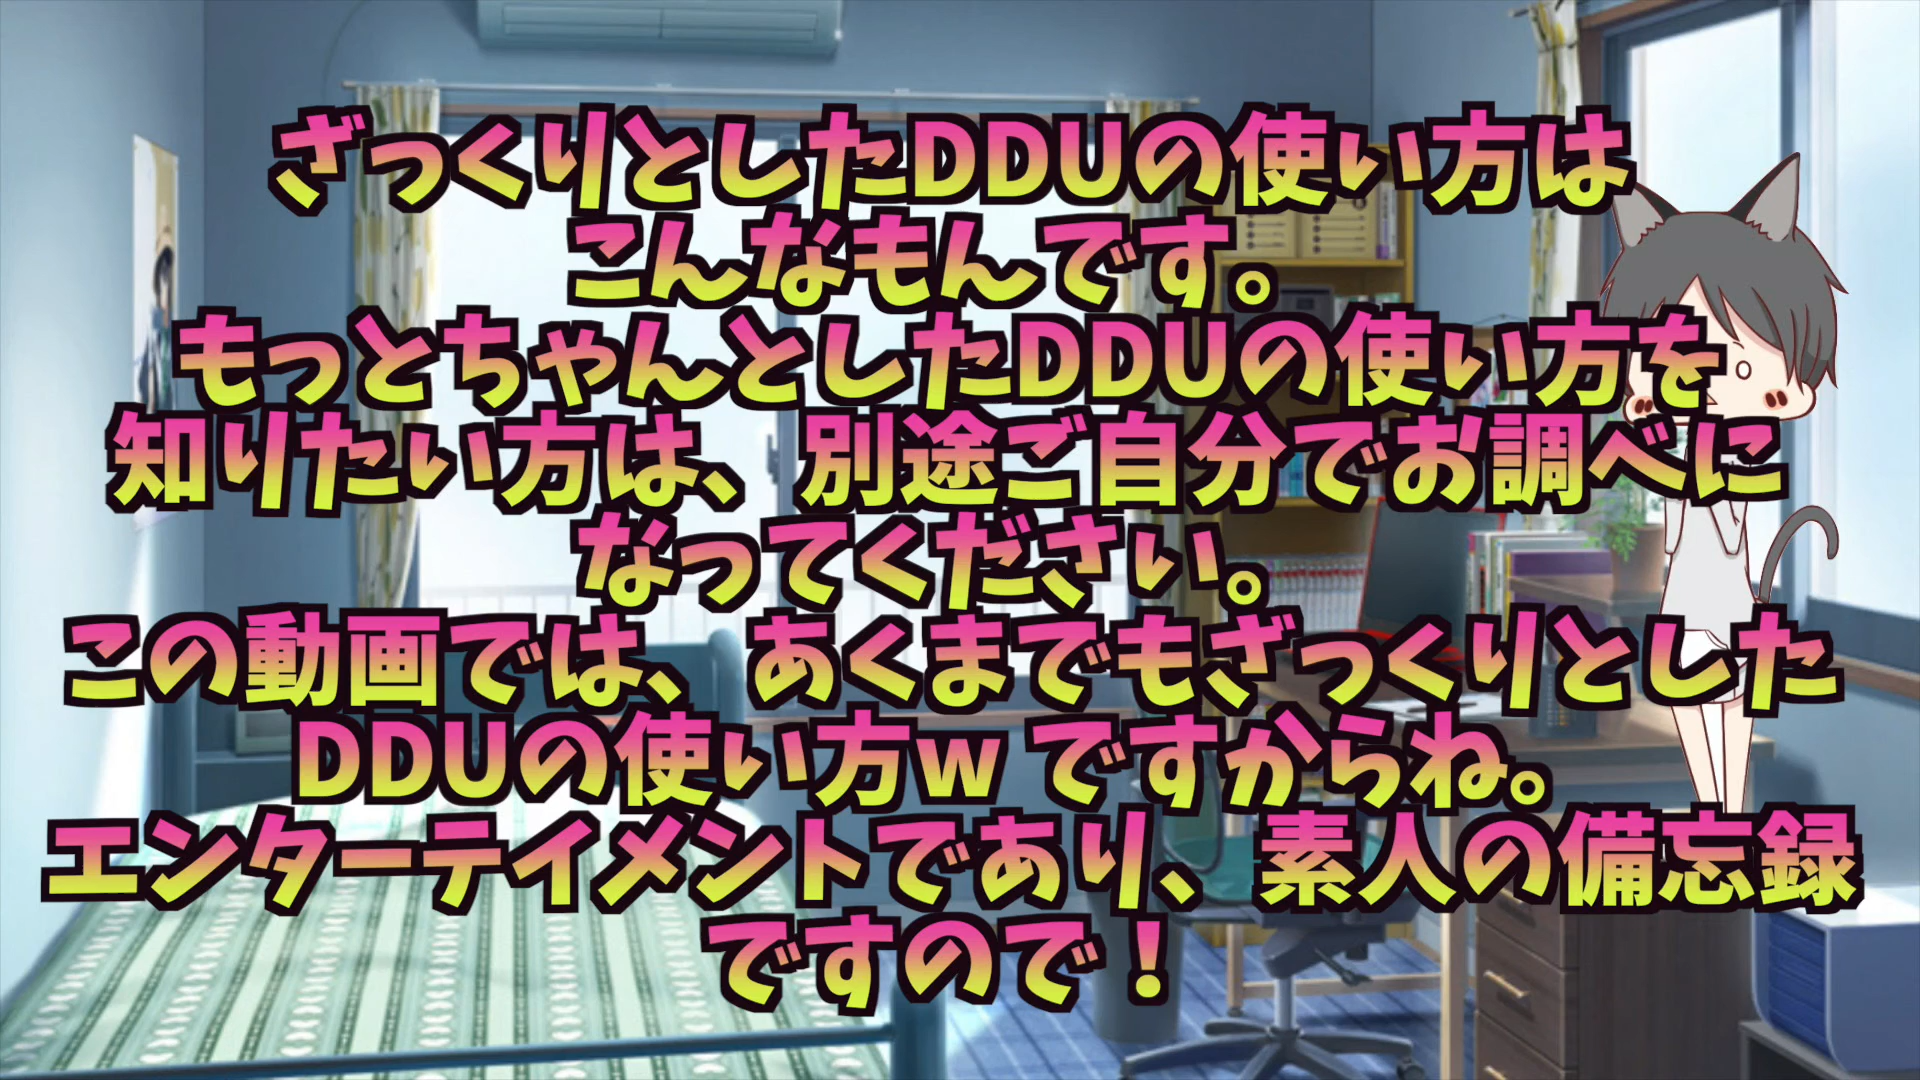 ざっくりとしたDDUの使い方は
こんなもんです。
もっとちゃんとしたDDUの使い方を
知りたい方は、別途ご自分でお調べに
なってください。
この動画では、あくまでもざっくりとした
DDUの使い方w ですからね。
エンターテイメントであり、素人の備忘録
ですので！